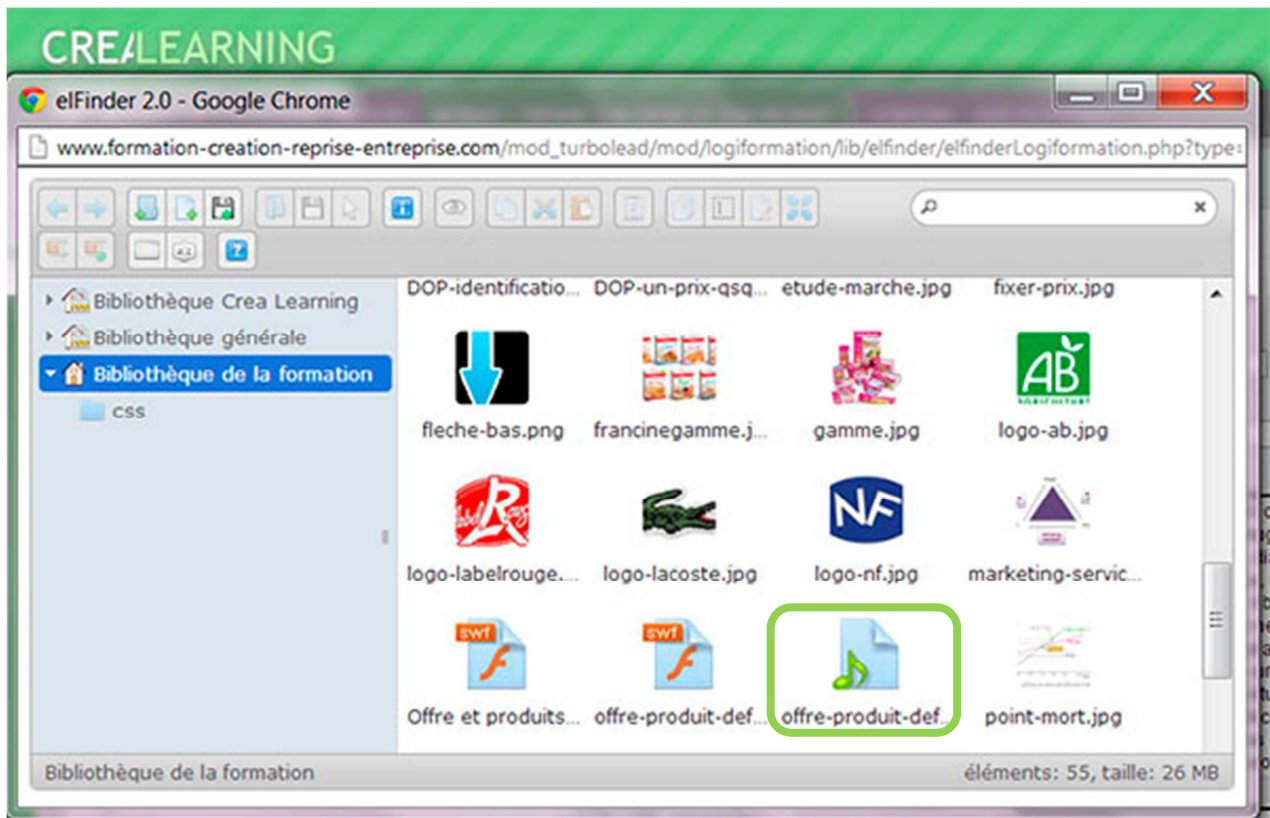 CREA/LEARNING
elFinder 2.0 - Google Chrome
www.formation-creation-reprise-entreprise.com/mod_turbolead/mod/logiformation/lib/elfinder/elfinderLogiformation.php?type=
Bibliothèque Crea Learning
Bibliothèque générale
Bibliothèque de la formation
css
DOP-identificatio... DOP-un-prix-qsq... etude-marche.jpg fixer-prix.jpg
AB
fleche-bas.png francinegamme.j... gamme.jpg logo-ab.jpg
label Rouge NF
logo-labelrouge.... logo-lacoste.jpg logo-nf.jpg marketing-servic...
swf swf
Offre et produits... offre-produit-def... offre-produit-def... point-mort.jpg
Bibliothèque de la formation éléments: 55, taille: 26 MB